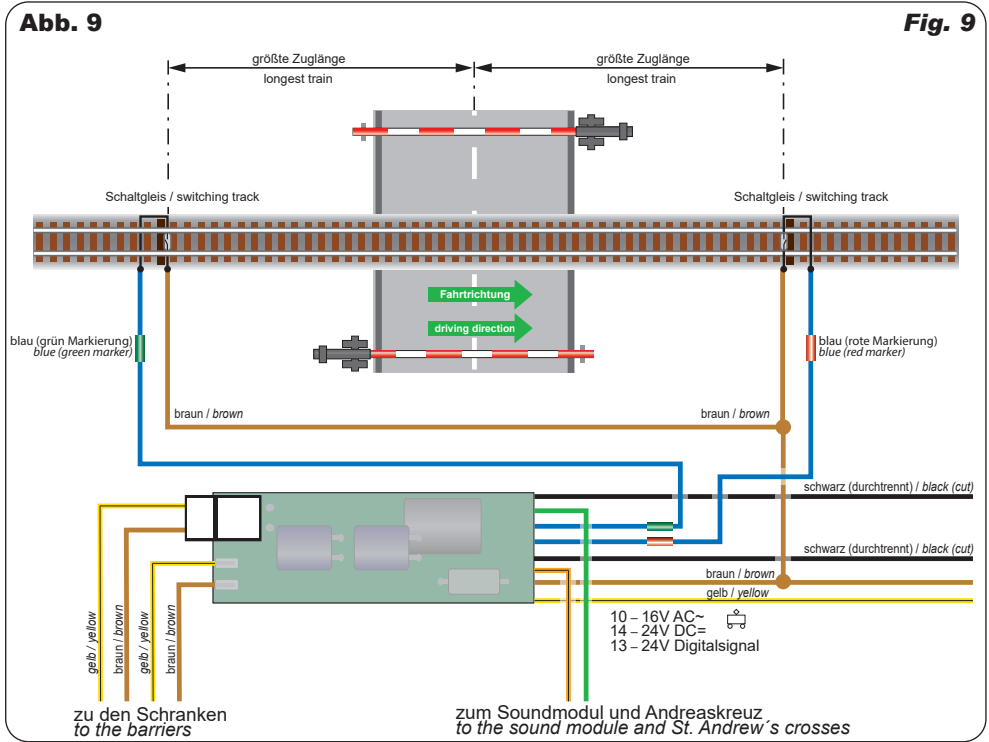 Abb. 9
Fig. 9
größte Zuglänge
longest train
größte Zuglänge
longest train
Schaltgleis / switching track
Schaltgleis / switching track
Fahrtrichtung
driving direction
blau (grün Markierung)
blue (green marker)
blau (rote Markierung)
blue (red marker)
braun / brown
braun / brown
schwarz (durchtrennt) / black (cut)
schwarz (durchtrennt) / black (cut)
braun / brown
gelb / yellow
10 – 16V AC~
14 – 24V DC=
13 – 24V Digitalsignal
gelb / yellow
braun / brown
gelb / yellow
braun / brown
zu den Schranken
to the barriers
zum Soundmodul und Andreaskreuz
to the sound module and St. Andrew´s crosses